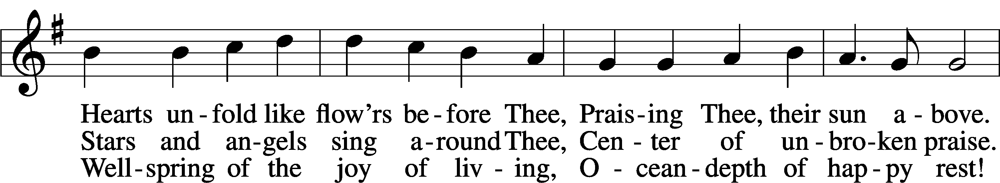 Hearts un-fold like flow’rs be-fore Thee, Prais-ing Thee, their sun a-bove.
Stars and an-gels sing a-round Thee, Cen-ter of un-bro-ken praise.
Well-spring of the joy of liv-ing, O-cean-depth of hap-py rest!